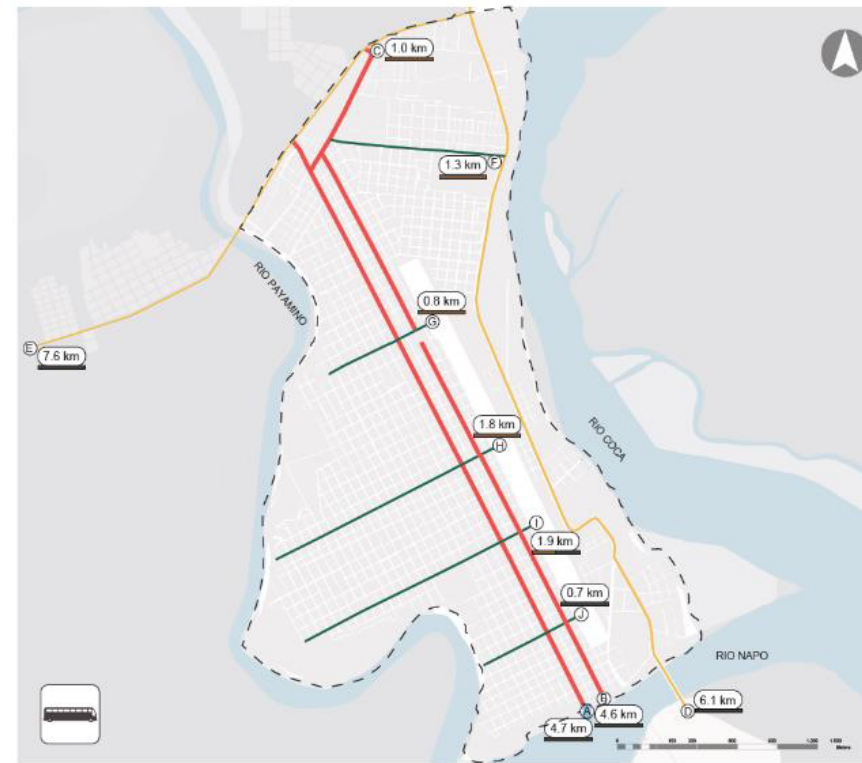 C
1.0 km
1.3 km
F
RIO PAYAMINO
0.8 km
G
E
7.6 km
1.8 km
H
RIO COCA
I
1.9 km
0.7 km
J
RIO NAPO
B
A
4.6 km
4.7 km
D
6.1 km
0